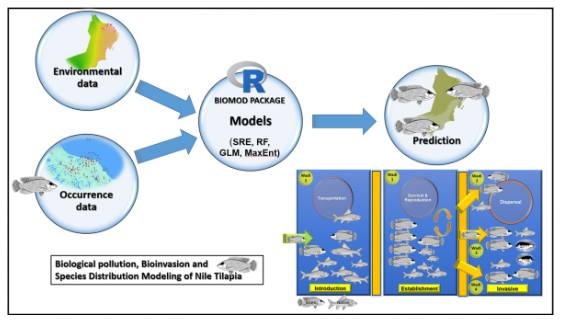 Environmental
data
R
BIOMOD PACKAGE
Models
(SRE, RF,
GLM, MaxEnt)
Prediction
Occurrence
data
Biological pollution, Bioinvasion and
Species Distribution Modeling of Nile Tilapia
Transportation
Survival &
Reproduction
Dispersal
Introduction
Establishment
Invasive